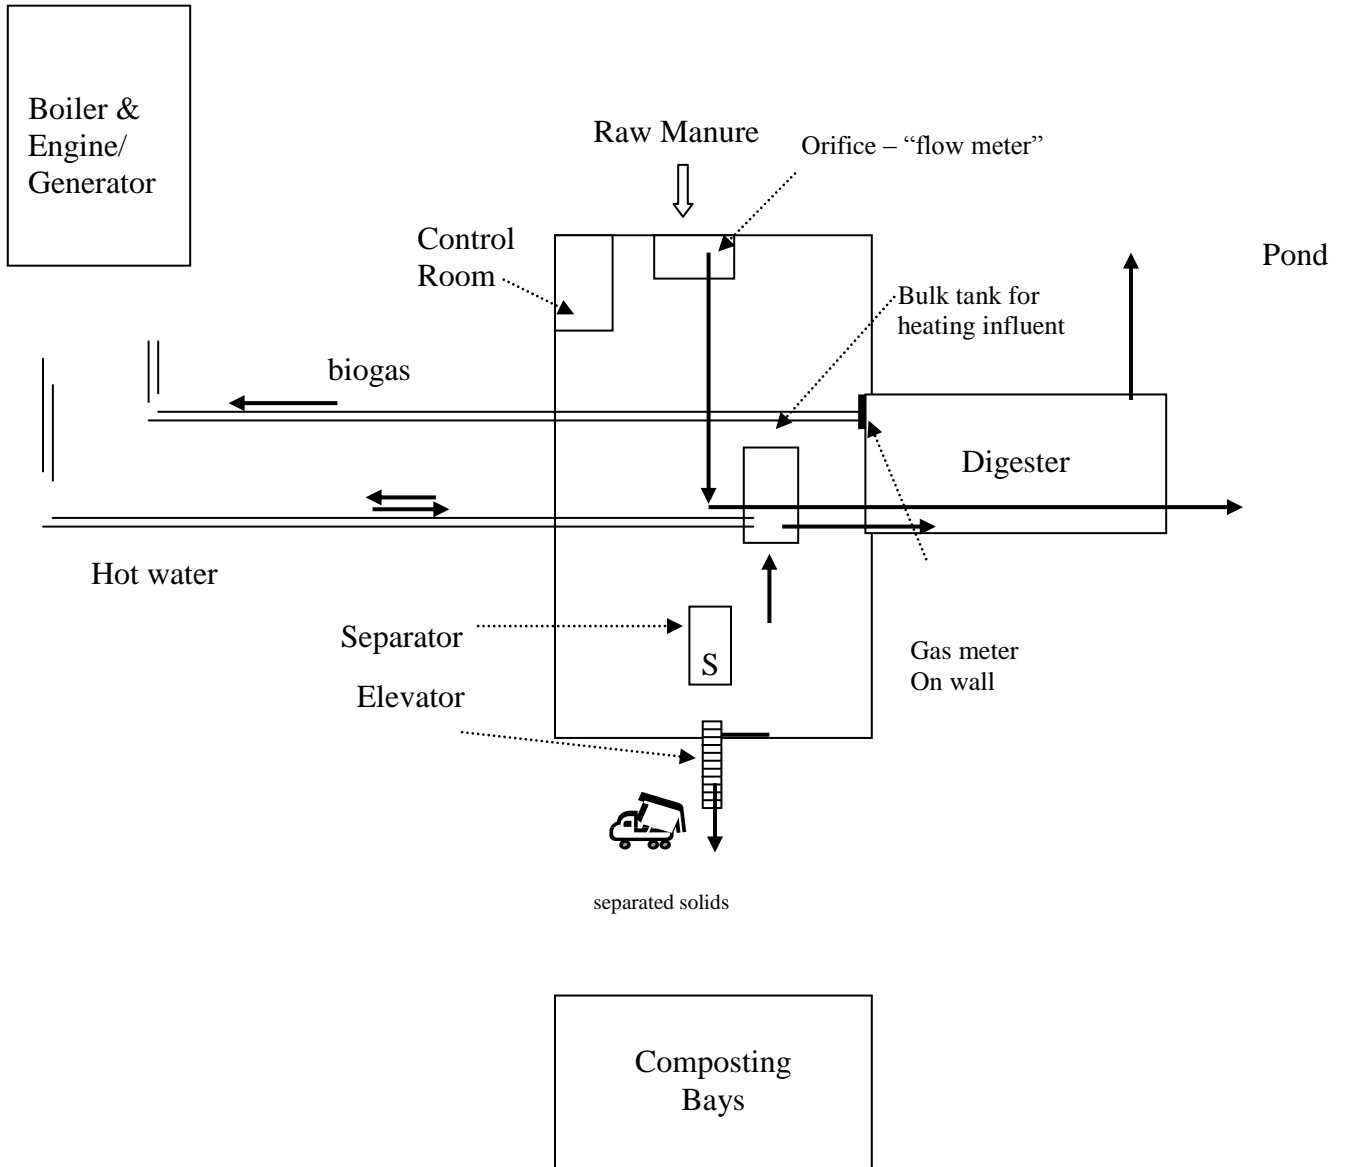 Boiler &
Engine/
Generator
Raw Manure
Orifice – “flow meter”
Control
Room
Pond
Bulk tank for
heating influent
biogas
Digester
Hot water
Separator
S
Gas meter
On wall
Elevator
separated solids
Composting
Bays